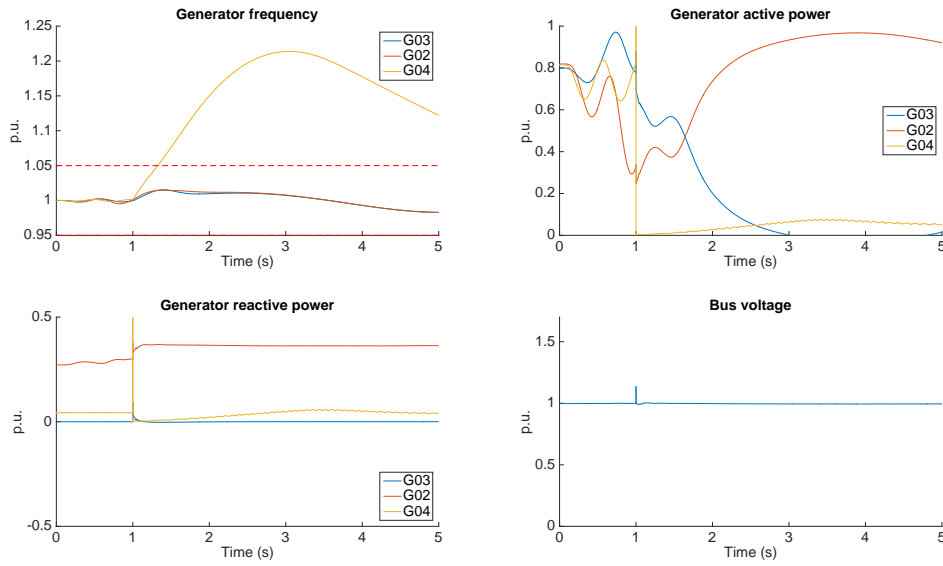 Generator frequency
1.25
1.2
1.15
1.1
1.05
1
0.95
p.u.
0 1 2 3 4 5
Time (s)
G03
G02
G04
Generator active power
1
0.8
0.6
0.4
0.2
0
p.u.
0 1 2 3 4 5
Time (s)
G03
G02
G04
Generator reactive power
0.5
0
-0.5
p.u.
0 1 2 3 4 5
Time (s)
G03
G02
G04
Bus voltage
1.5
1
0.5
p.u.
0 1 2 3 4 5
Time (s)